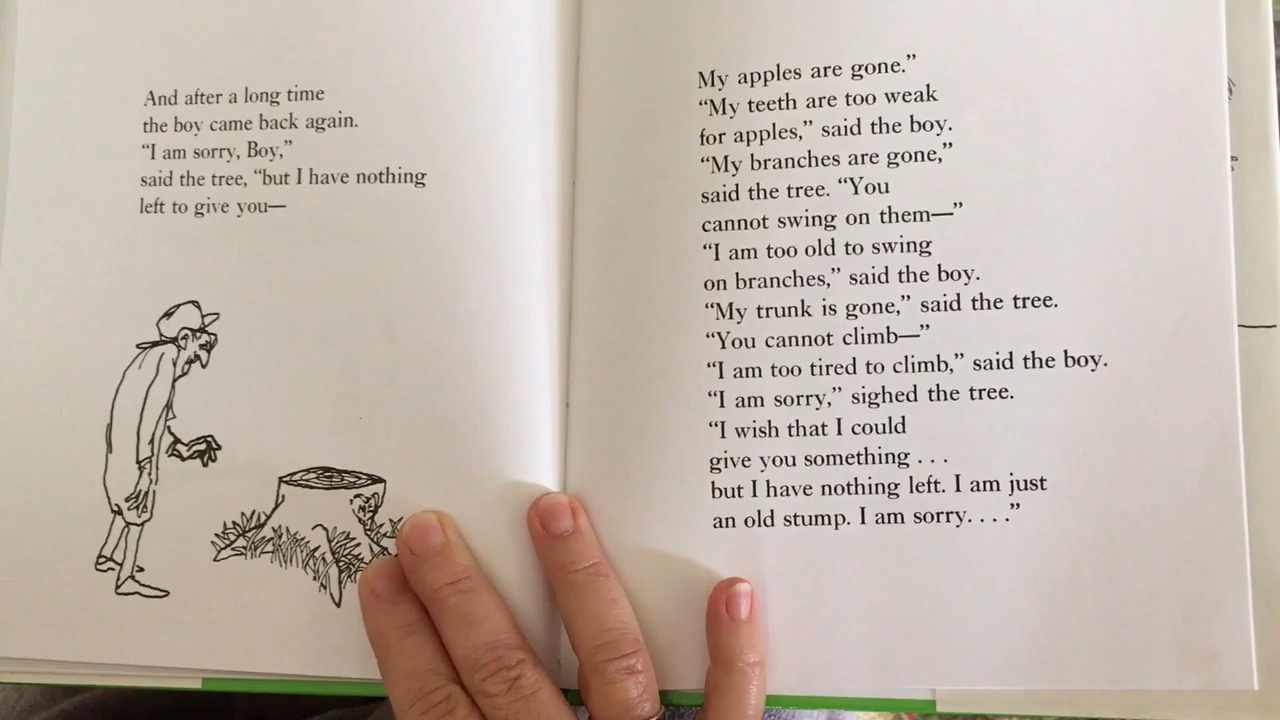 And after a long time
the boy came back again.
“I am sorry, Boy,”
said the tree, “but I have nothing
left to give you—
My apples are gone.”
“My teeth are too weak
for apples,” said the boy.
“My branches are gone,”
said the tree. “You
cannot swing on them—”
“I am too old to swing
on branches,” said the boy.
“My trunk is gone,” said the tree.
“You cannot climb—”
“I am too tired to climb,” said the boy.
“I am sorry,” sighed the tree.
“I wish that I could
give you something . . .
but I have nothing left. I am just
an old stump. I am sorry. . . .”